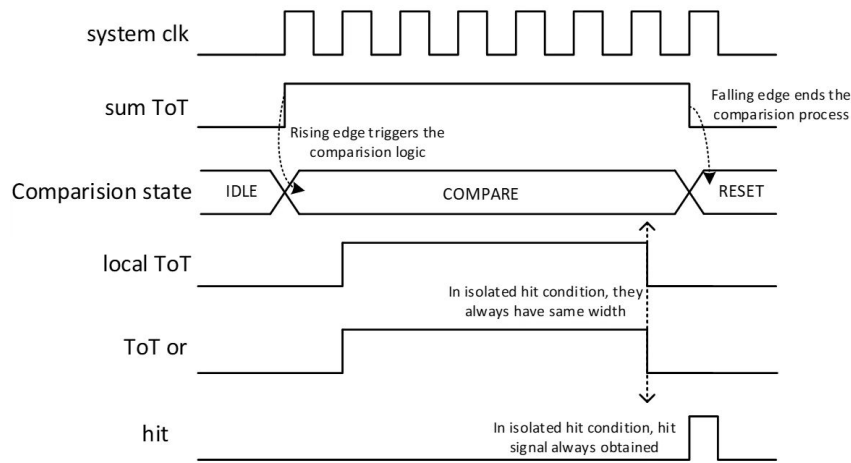 system clk
sum ToT
Falling edge ends the
comparision process
Rising edge triggers the
comparision logic
Comparision state
IDLE
COMPARE
RESET
local ToT
In isolated hit condition, they
always have same width
ToT or
hit
In isolated hit condition, hit
signal always obtained